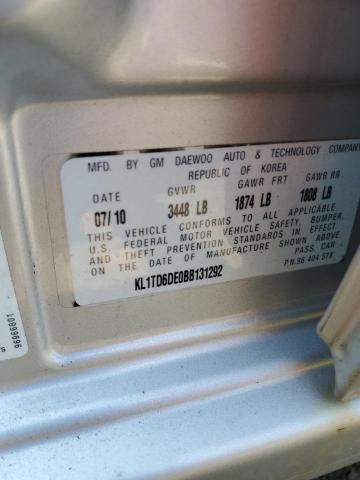 MFD. BY GM DAEWOO AUTO & TECHNOLOGY COMPANY
REPUBLIC OF KOREA
DATE GVWR GAWR FRT GAWR RR
07/10 3448 LB 1874 LB 1808 LB
THIS VEHICLE CONFORMS TO ALL APPLICABLE
U.S. FEDERAL MOTOR VEHICLE SAFETY, BUMPER,
AND THEFT PREVENTION STANDARDS IN EFFECT
ON THE DATE OF MANUFACTURE SHOWN ABOVE.
PASS. CAR
KL1TD6DE0BB131292
P.N. 96 404 578
96966801